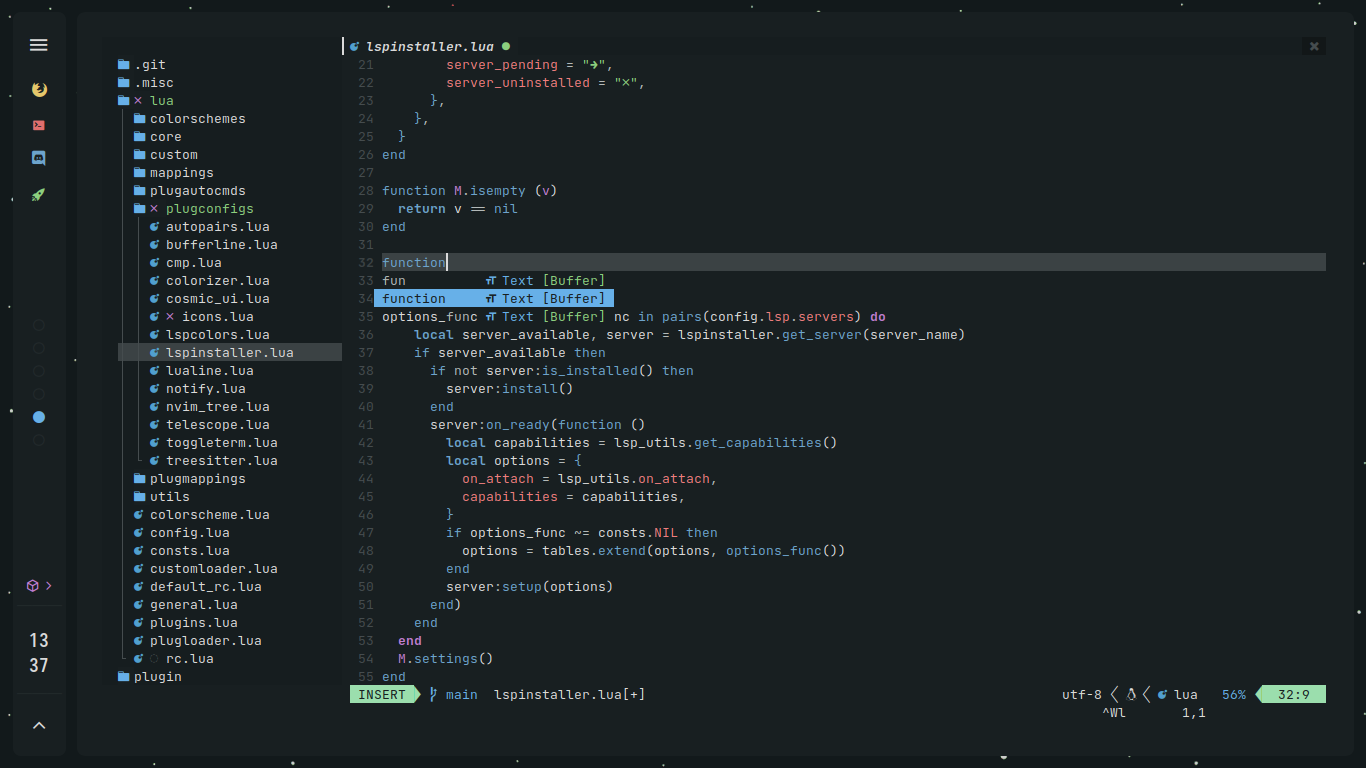 .git
.misc
lua
colorschemes
core
custom
mappings
plugautocmds
plugconfigs
autopairs.lua
bufferline.lua
cmp.lua
colorizer.lua
cosmic_ui.lua
icons.lua
lspcolors.lua
lspinstaller.lua
lualine.lua
notify.lua
nvim_tree.lua
telescope.lua
toggleterm.lua
treesitter.lua
plugmappings
utils
colorscheme.lua
config.lua
consts.lua
customloader.lua
default_rc.lua
general.lua
plugins.lua
plugloader.lua
rc.lua
plugin
13
37
lspinstaller.lua
21 server_pending = "➜",
22 server_uninstalled = "✕",
23 },
24 },
25 }
26 end
27
28 function M.isempty (v)
29 return v == nil
30 end
31
32 function
33 fun Text [Buffer]
34 function Text [Buffer]
35 options_func Text [Buffer] nc in pairs(config.lsp.servers) do
36 local server_available, server = lspinstaller.get_server(server_name)
37 if server_available then
38 if not server:is_installed() then
39 server:install()
40 end
41 server:on_ready(function ()
42 local capabilities = lsp_utils.get_capabilities()
43 local options = {
44 on_attach = lsp_utils.on_attach,
45 capabilities = capabilities,
46 }
47 if options_func ~= consts.NIL then
48 options = tables.extend(options, options_func())
49 end
50 server:setup(options)
51 end)
52 end
53 end
54 M.settings()
55 end
INSERT main lspinstaller.lua[+] utf-8 lua 56% 32:9
^Wl 1,1